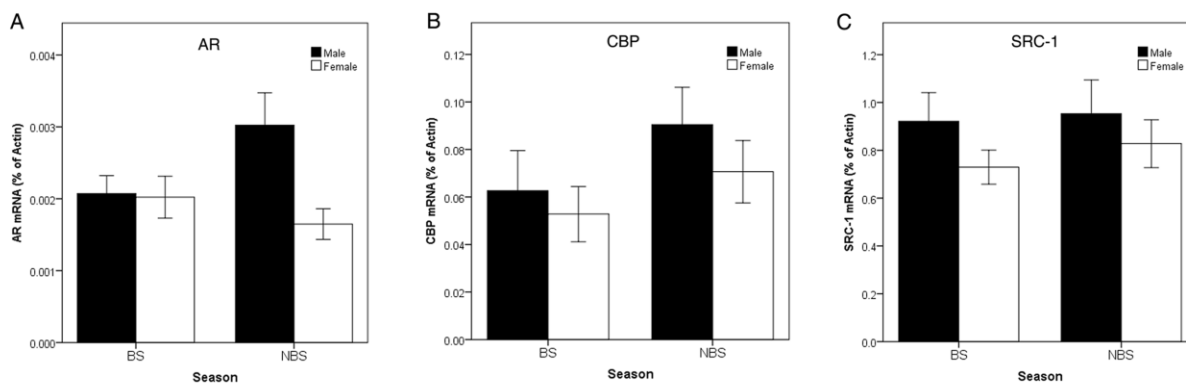 A
AR
Male
Female
0.004
0.003
0.002
0.001
0.000
AR mRNA (% of Actin)
BS
NBS
Season
B
CBP
Male
Female
0.12
0.10
0.08
0.06
0.04
0.02
0.00
CBP mRNA (% of Actin)
BS
NBS
Season
C
SRC-1
Male
Female
1.2
1.0
0.8
0.6
0.4
0.2
0.0
SRC-1 mRNA (% of Actin)
BS
NBS
Season